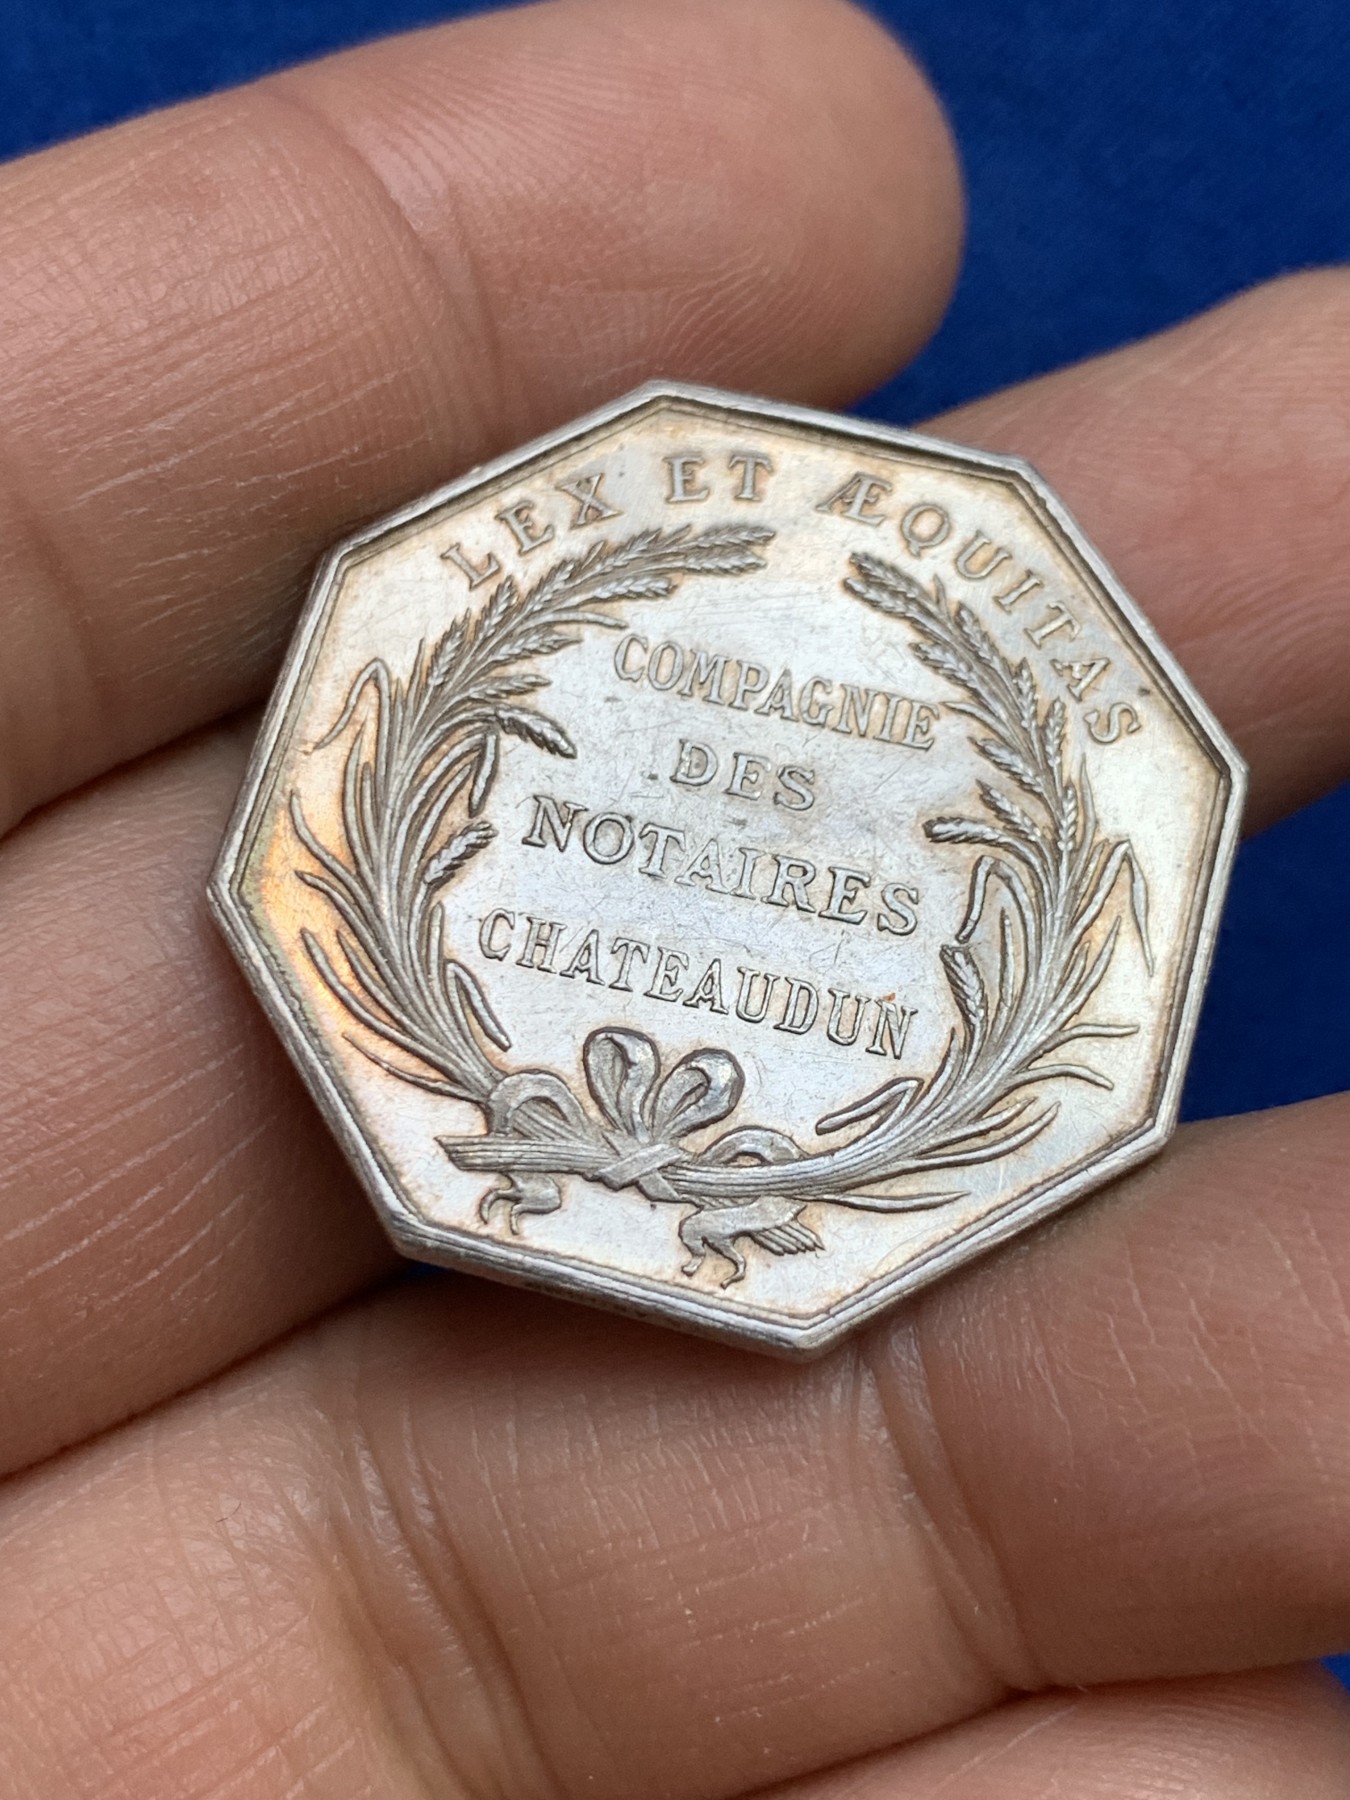 LEX ET ÆQUITAS
COMPAGNIE
DES
NOTAIRES
CHATEAUDUN